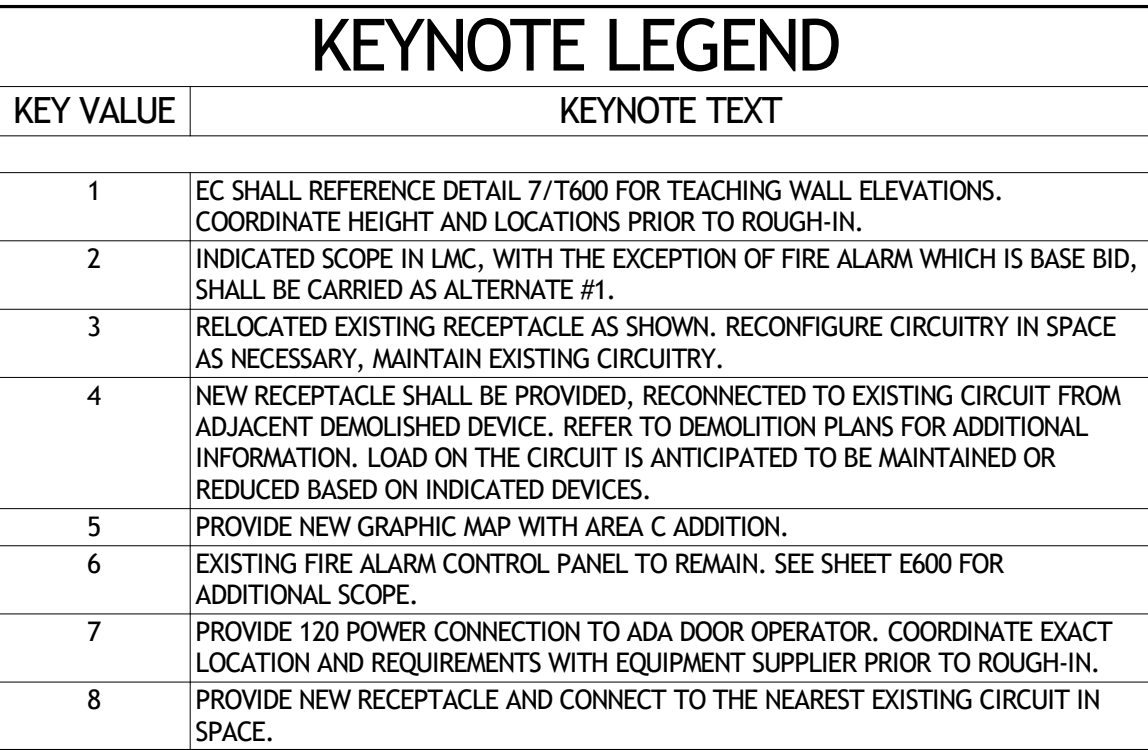 KEYNOTE LEGEND
KEY VALUE KEYNOTE TEXT
1 EC SHALL REFERENCE DETAIL 7/T600 FOR TEACHING WALL ELEVATIONS.
COORDINATE HEIGHT AND LOCATIONS PRIOR TO ROUGH-IN.
2 INDICATED SCOPE IN LMC, WITH THE EXCEPTION OF FIRE ALARM WHICH IS BASE BID,
SHALL BE CARRIED AS ALTERNATE #1.
3 RELOCATED EXISTING RECEPTACLE AS SHOWN. RECONFIGURE CIRCUITRY IN SPACE
AS NECESSARY, MAINTAIN EXISTING CIRCUITRY.
4 NEW RECEPTACLE SHALL BE PROVIDED, RECONNECTED TO EXISTING CIRCUIT FROM
ADJACENT DEMOLISHED DEVICE. REFER TO DEMOLITION PLANS FOR ADDITIONAL
INFORMATION. LOAD ON THE CIRCUIT IS ANTICIPATED TO BE MAINTAINED OR
REDUCED BASED ON INDICATED DEVICES.
5 PROVIDE NEW GRAPHIC MAP WITH AREA C ADDITION.
6 EXISTING FIRE ALARM CONTROL PANEL TO REMAIN. SEE SHEET E600 FOR
ADDITIONAL SCOPE.
7 PROVIDE 120 POWER CONNECTION TO ADA DOOR OPERATOR. COORDINATE EXACT
LOCATION AND REQUIREMENTS WITH EQUIPMENT SUPPLIER PRIOR TO ROUGH-IN.
8 PROVIDE NEW RECEPTACLE AND CONNECT TO THE NEAREST EXISTING CIRCUIT IN
SPACE.